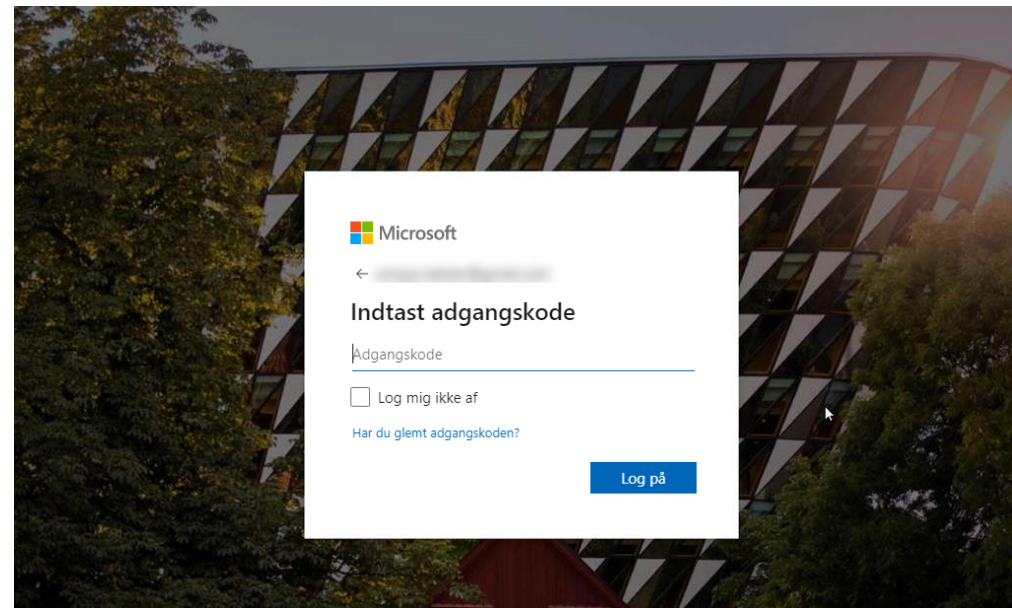 Microsoft
Indtast adgangskode
Adgangskode
Log mig ikke af
Har du glemt adgangskoden?
Log på